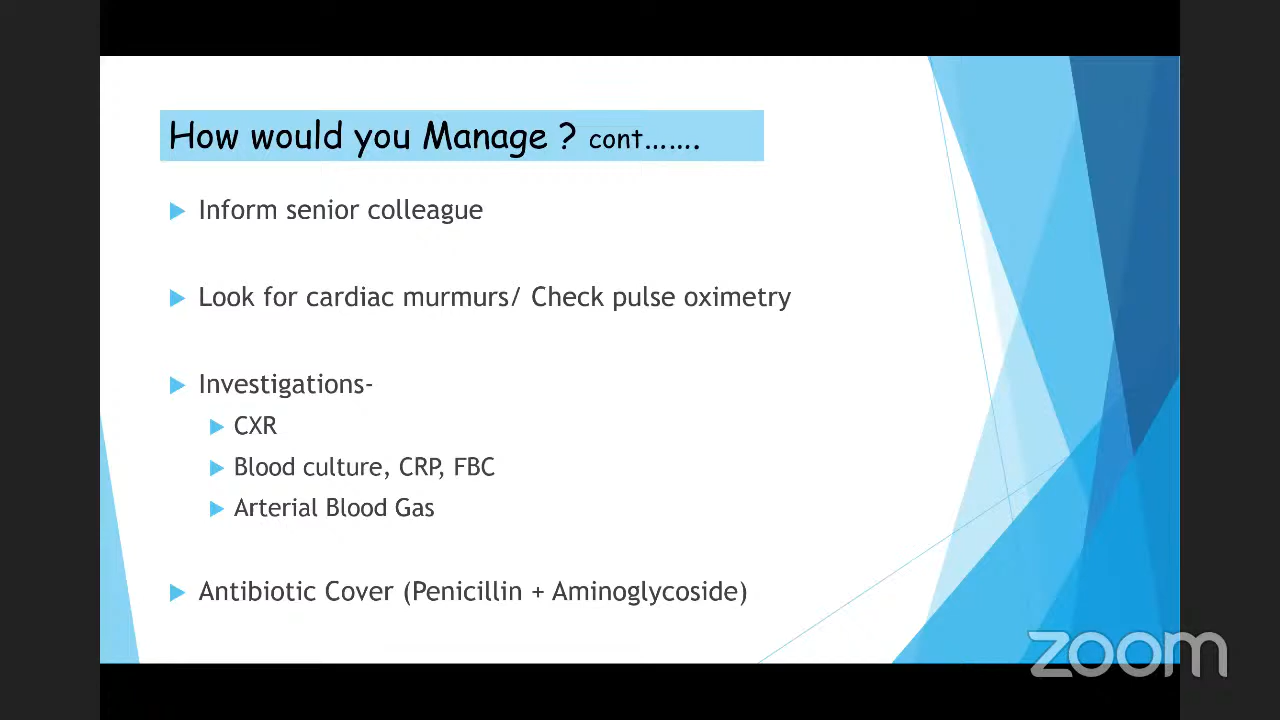 How would you Manage ? cont…….
Inform senior colleague
Look for cardiac murmurs/ Check pulse oximetry
Investigations-
CXR
Blood culture, CRP, FBC
Arterial Blood Gas
Antibiotic Cover (Penicillin + Aminoglycoside)
zoom